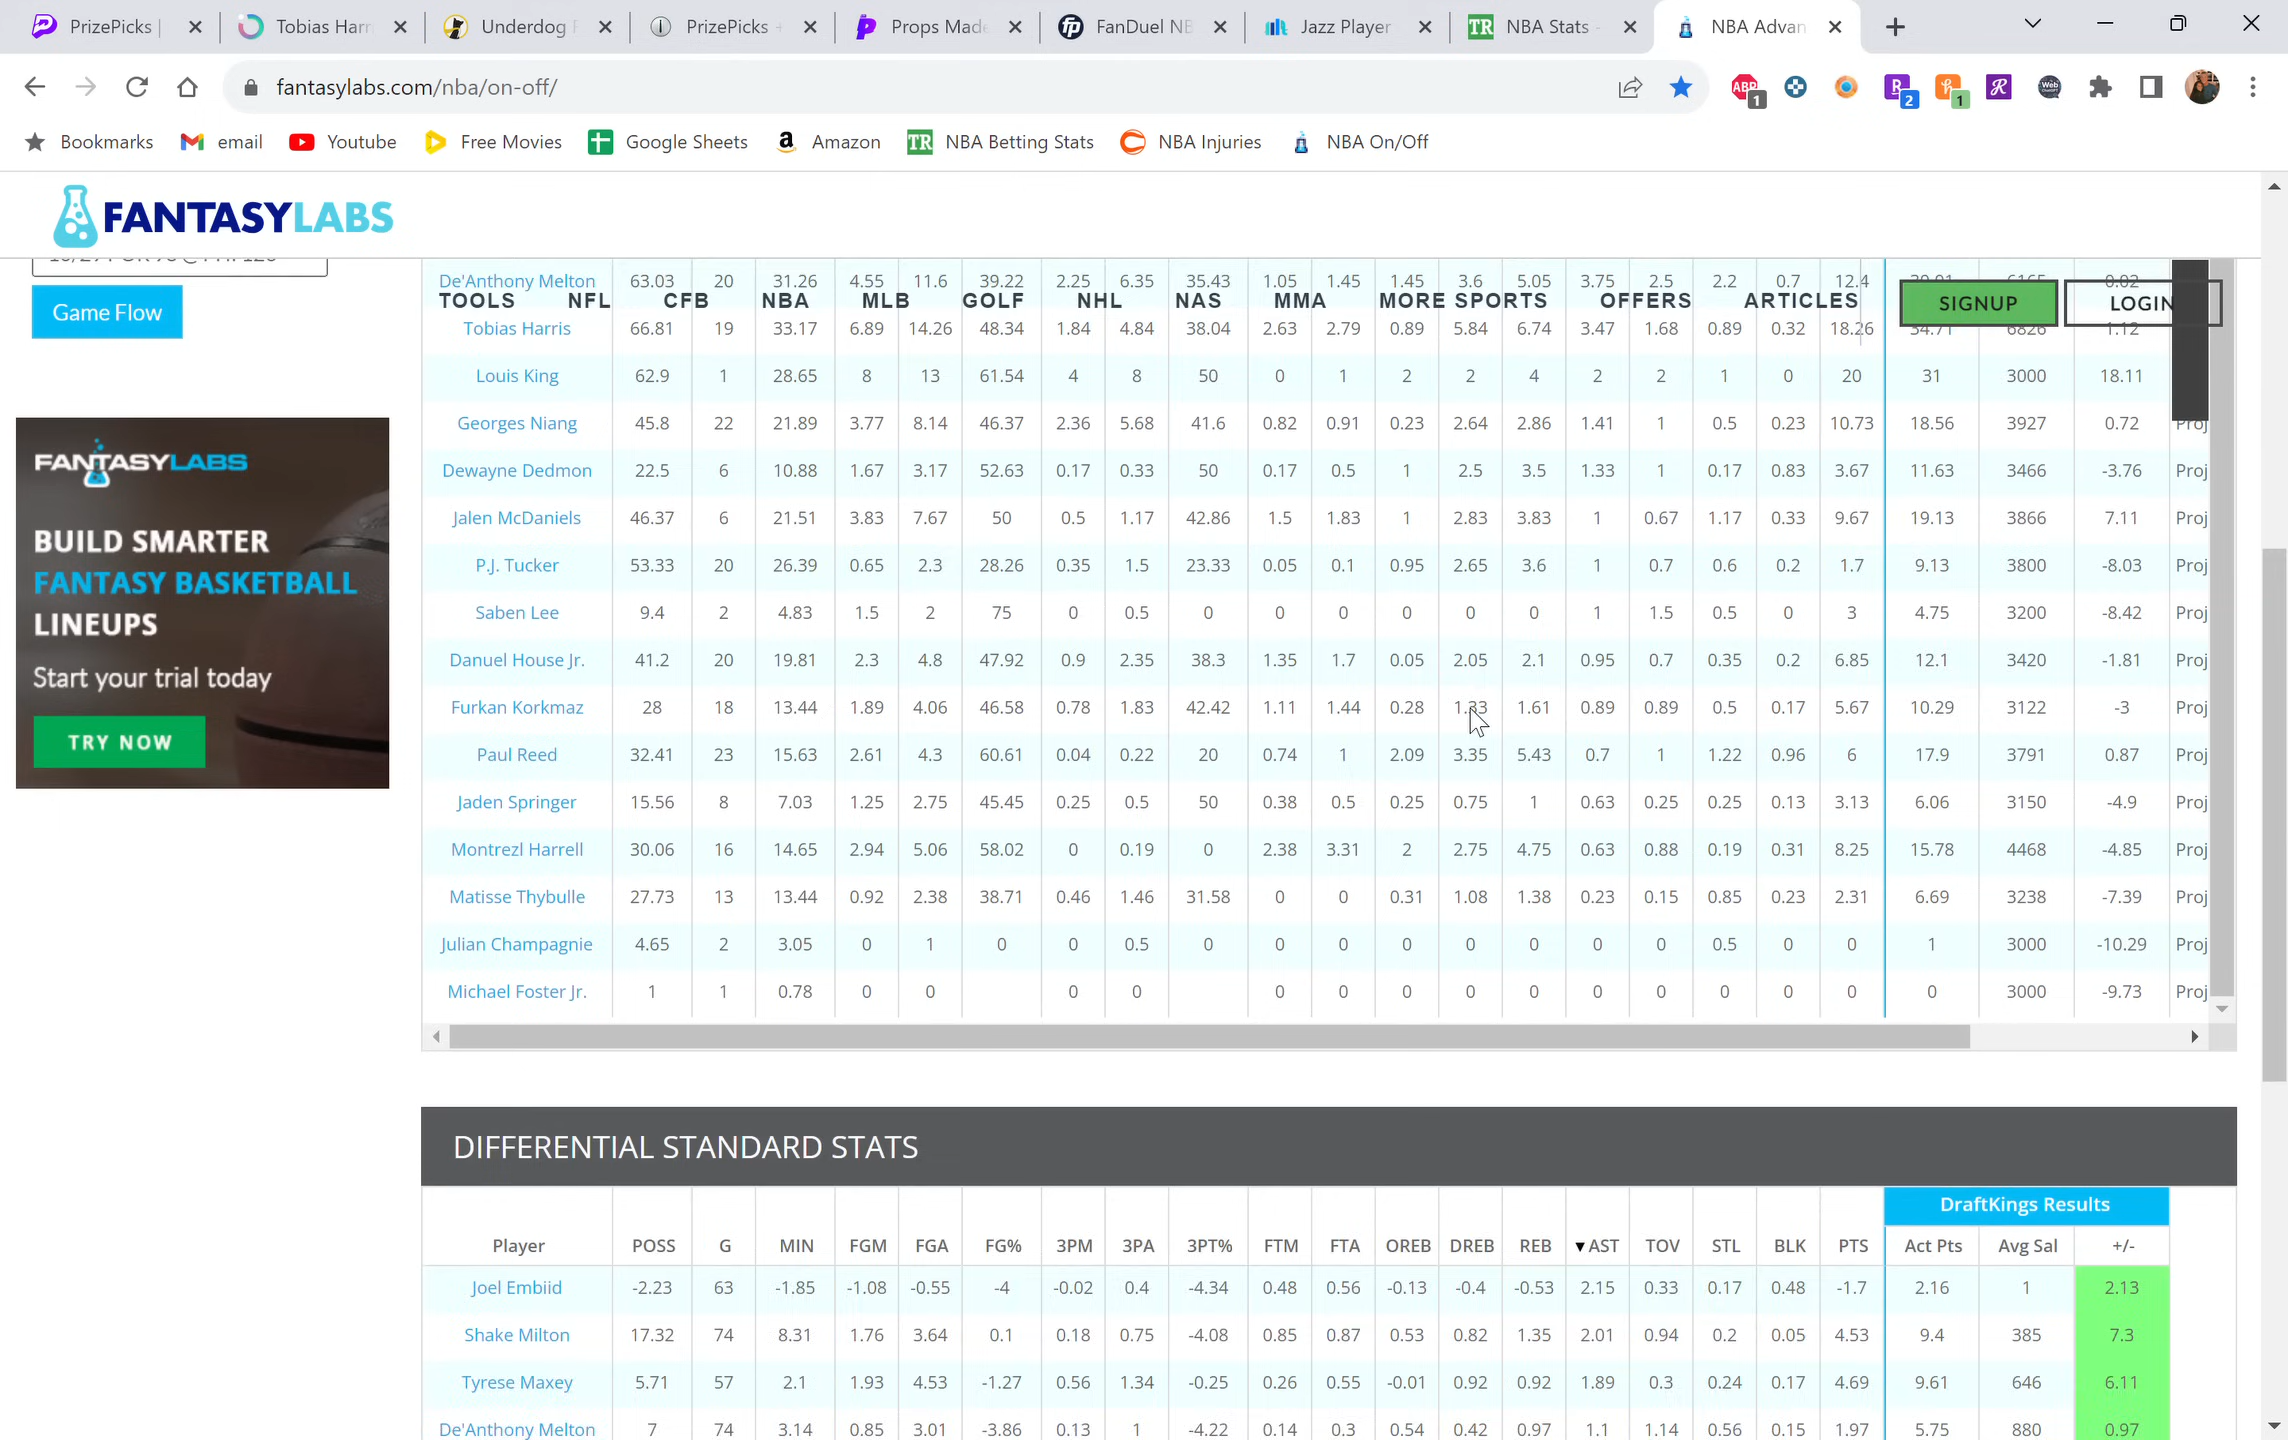 PrizePicks | Tobias Harr Underdog PrizePicks + Props Made FanDuel NB Jazz Player NBA Stats - NBA Advan
fantasylabs.com/nba/on-off/ ABP 1 2 1 Web
Bookmarks email Youtube Free Movies Google Sheets Amazon TR NBA Betting Stats NBA Injuries NBA On/Off
FANTASYLABS
De'Anthony Melton 63.03 20 31.26 4.55 11.6 39.22 2.25 6.35 35.43 1.05 1.45 1.45 3.6 5.05 3.75 2.5 2.2 0.7 12.4 6165 0.02
TOOLS NFL CFB NBA MLB GOLF NHL NAS MMA MORE SPORTS OFFERS ARTICLES SIGNUP LOGIN
Game Flow
Tobias Harris 66.81 19 33.17 6.89 14.26 48.34 1.84 4.84 38.04 2.63 2.79 0.89 5.84 6.74 3.47 1.68 0.89 0.32 18.26 34.71 6826 1.12
Louis King 62.9 1 28.65 8 13 61.54 4 8 50 0 1 2 2 4 2 2 1 0 20 31 3000 18.11
Georges Niang 45.8 22 21.89 3.77 8.14 46.37 2.36 5.68 41.6 0.82 0.91 0.23 2.64 2.86 1.41 1 0.5 0.23 10.73 18.56 3927 0.72 Proj
Dewayne Dedmon 22.5 6 10.88 1.67 3.17 52.63 0.17 0.33 50 0.17 0.5 1 2.5 3.5 1.33 1 0.17 0.83 3.67 11.63 3466 -3.76 Proj
Jalen McDaniels 46.37 6 21.51 3.83 7.67 50 0.5 1.17 42.86 1.5 1.83 1 2.83 3.83 1 0.67 1.17 0.33 9.67 19.13 3866 7.11 Proj
P.J. Tucker 53.33 20 26.39 0.65 2.3 28.26 0.35 1.5 23.33 0.05 0.1 0.95 2.65 3.6 1 0.7 0.6 0.2 1.7 9.13 3800 -8.03 Proj
Saben Lee 9.4 2 4.83 1.5 2 75 0 0.5 0 0 0 0 0 0 1 1.5 0.5 0 3 4.75 3200 -8.42 Proj
Danuel House Jr. 41.2 20 19.81 2.3 4.8 47.92 0.9 2.35 38.3 1.35 1.7 0.05 2.05 2.1 0.95 0.7 0.35 0.2 6.85 12.1 3420 -1.81 Proj
Furkan Korkmaz 28 18 13.44 1.89 4.06 46.58 0.78 1.83 42.42 1.11 1.44 0.28 1.33 1.61 0.89 0.89 0.5 0.17 5.67 10.29 3122 -3 Proj
Paul Reed 32.41 23 15.63 2.61 4.3 60.61 0.04 0.22 20 0.74 1 2.09 3.35 5.43 0.7 1 1.22 0.96 6 17.9 3791 0.87 Proj
Jaden Springer 15.56 8 7.03 1.25 2.75 45.45 0.25 0.5 50 0.38 0.5 0.25 0.75 1 0.63 0.25 0.25 0.13 3.13 6.06 3150 -4.9 Proj
Montrezl Harrell 30.06 16 14.65 2.94 5.06 58.02 0 0.19 0 2.38 3.31 2 2.75 4.75 0.63 0.88 0.19 0.31 8.25 15.78 4468 -4.85 Proj
Matisse Thybulle 27.73 13 13.44 0.92 2.38 38.71 0.46 1.46 31.58 0 0 0.31 1.08 1.38 0.23 0.15 0.85 0.23 2.31 6.69 3238 -7.39 Proj
Julian Champagnie 4.65 2 3.05 0 1 0 0 0.5 0 0 0 0 0 0 0 0 0.5 0 0 1 3000 -10.29 Proj
Michael Foster Jr. 1 1 0.78 0 0 0 0 0 0 0 0 0 0 0 0 0 0 0 3000 -9.73 Proj
FANTASYLABS
BUILD SMARTER
FANTASY BASKETBALL
LINEUPS
Start your trial today
TRY NOW
DIFFERENTIAL STANDARD STATS
DraftKings Results
Player POSS G MIN FGM FGA FG% 3PM 3PA 3PT% FTM FTA OREB DREB REB ▼AST TOV STL BLK PTS Act Pts Avg Sal +/-
Joel Embiid -2.23 63 -1.85 -1.08 -0.55 -4 -0.02 0.4 -4.34 0.48 0.56 -0.13 -0.4 -0.53 2.15 0.33 0.17 0.48 -1.7 2.16 1 2.13
Shake Milton 17.32 74 8.31 1.76 3.64 0.1 0.18 0.75 -4.08 0.85 0.87 0.53 0.82 1.35 2.01 0.94 0.2 0.05 4.53 9.4 385 7.3
Tyrese Maxey 5.71 57 2.1 1.93 4.53 -1.27 0.56 1.34 -0.25 0.26 0.55 -0.01 0.92 0.92 1.89 0.3 0.24 0.17 4.69 9.61 646 6.11
De'Anthony Melton 7 74 3.14 0.85 3.01 -3.86 0.13 1 -4.22 0.14 0.3 0.54 0.42 0.97 1.1 1.14 0.56 0.15 1.97 5.75 880 0.97